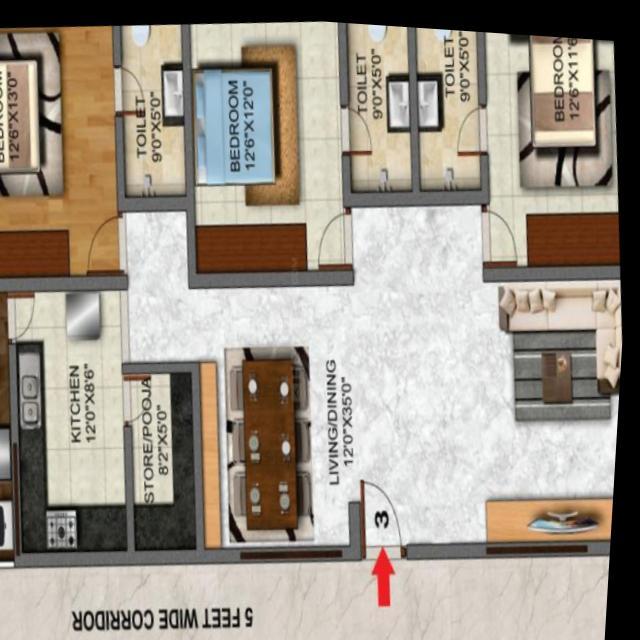 BEDROOM
12'6"X13'0"
TOILET
9'0"X5'0"
BEDROOM
12'6"X12'0"
TOILET
9'0"X5'0"
TOILET
9'0"X5'0"
BEDROOM
12'6"X11'6"
KITCHEN
12'0"X8'6"
STORE/POOJA
8'2"X5'0"
LIVING/DINING
12'0"X35'0"
3
5 FEET WIDE CORRIDOR